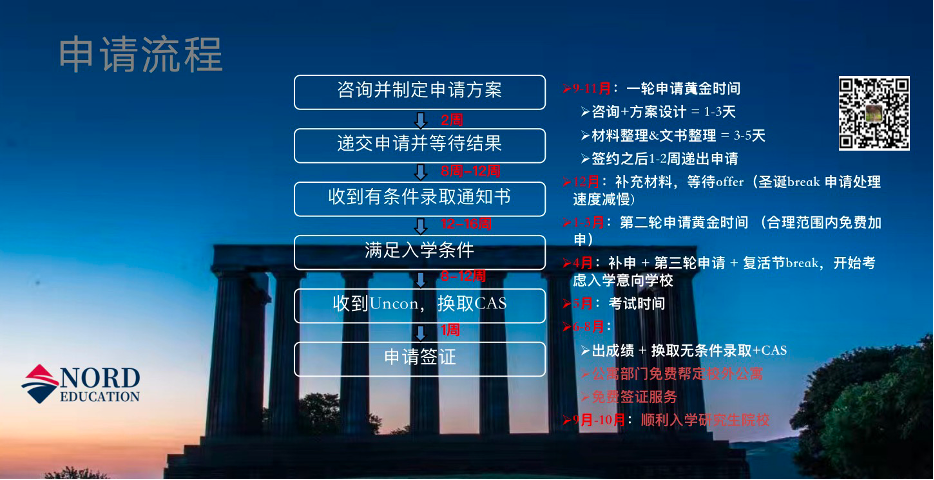 申请流程
咨询并制定申请方案
2周
递交申请并等待结果
8周-12周
收到有条件录取通知书
12-16周
满足入学条件
8-12周
收到Uncon，换取CAS
1周
申请签证
➢9-11月：一轮申请黄金时间
➢咨询+方案设计 = 1-3天
➢材料整理&文书整理 = 3-5天
➢签约之后1-2周递出申请
➢12月：补充材料，等待offer（圣诞break 申请处理
速度减慢）
➢1-3月：第二轮申请黄金时间 （合理范围内免费加
申）
➢4月：补申 + 第三轮申请 + 复活节break，开始考
虑入学意向学校
➢5月：考试时间
➢6-8月：
➢出成绩 + 换取无条件录取+CAS
➢公寓部门免费帮定校外公寓
➢免费签证服务
➢9月-10月：顺利入学研究生院校
NORD
EDUCATION